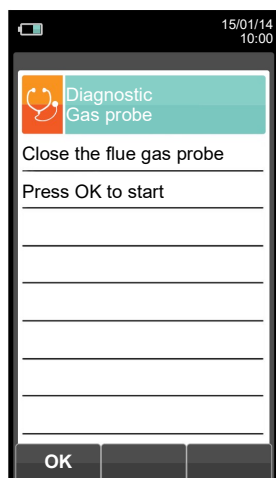 15/01/14
10:00
Diagnostic
Gas probe
Close the flue gas probe
Press OK to start
OK